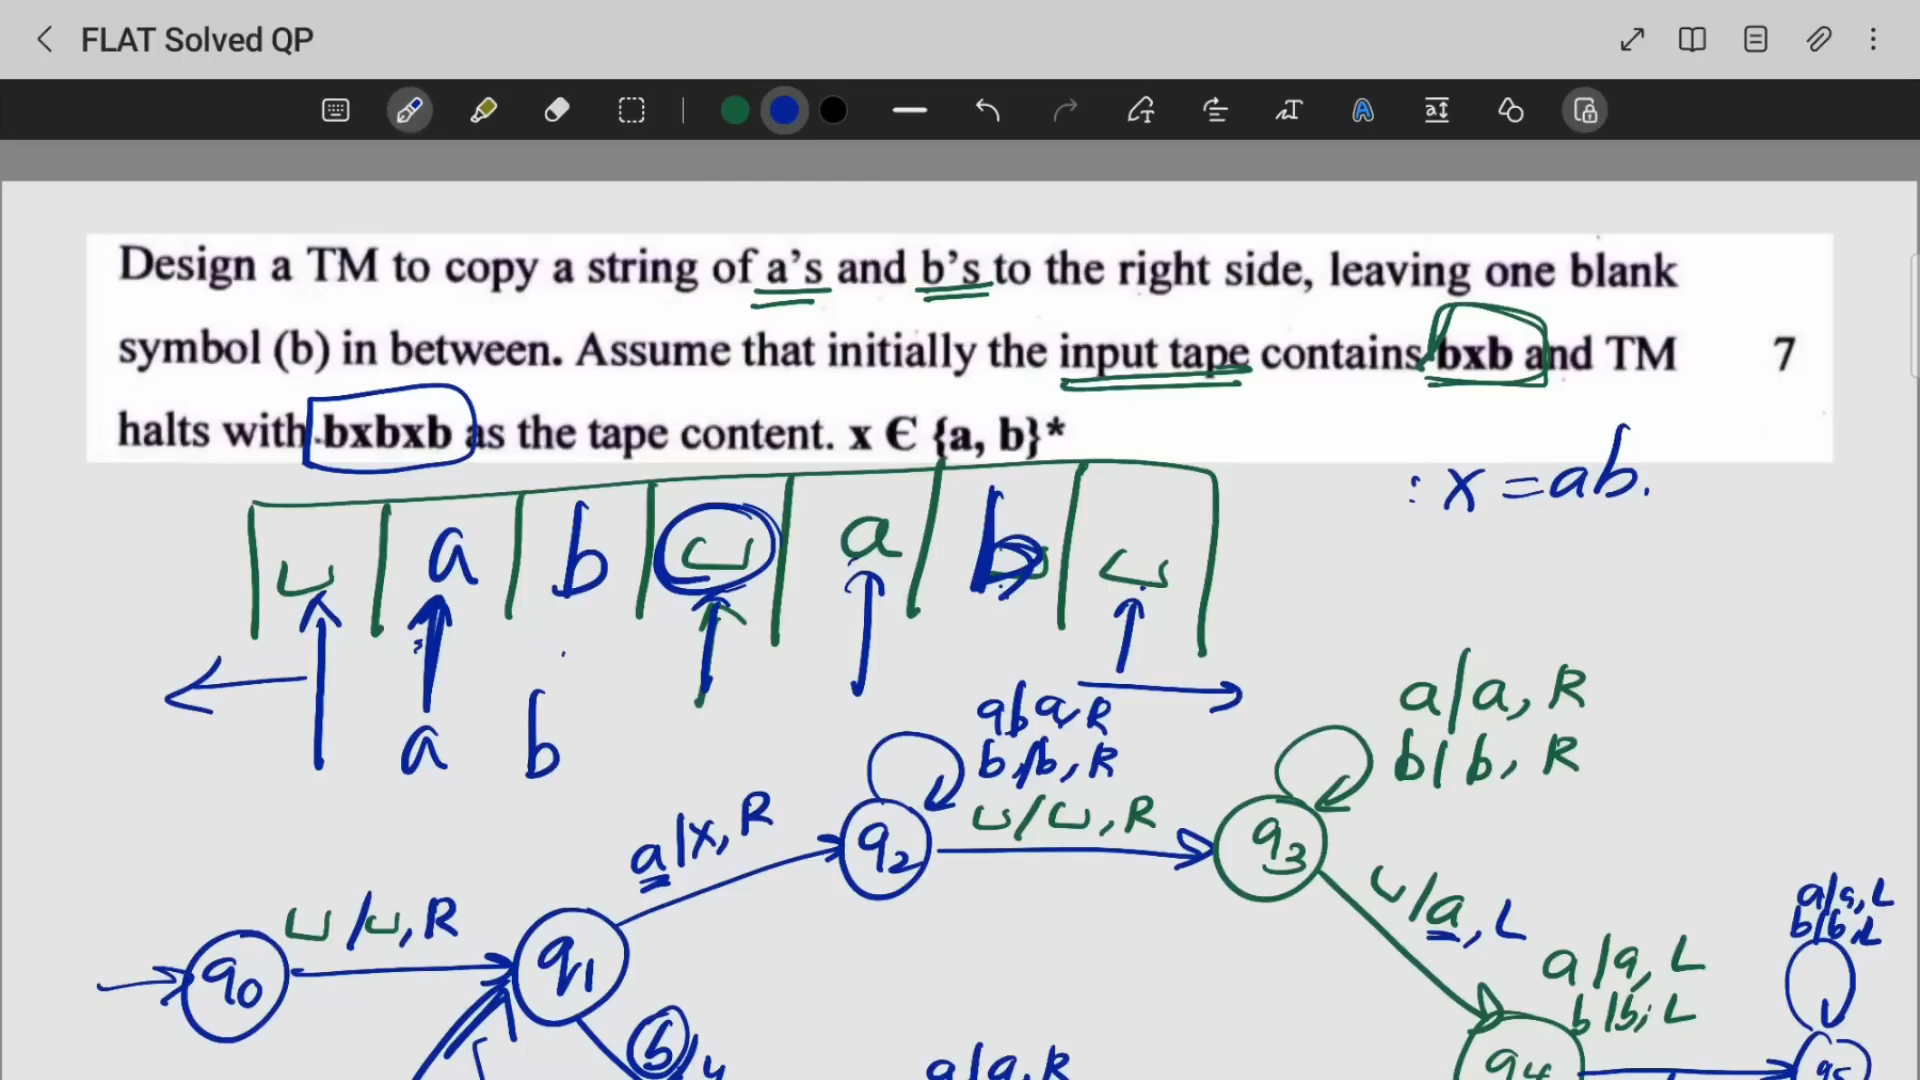 FLAT Solved QP
Design a TM to copy a string of a's and b's to the right side, leaving one blank
symbol (b) in between. Assume that initially the input tape contains bxb and TM 7
halts with bxbxb as the tape content. x Є {a, b}*
: x = ab.
⊔ a b ⊔ a b ⊔
a b
a/a, R
b/b, R
a/a, R
b/b, R
⊔/⊔, R
a/x, R
q2
q3
⊔/a, L
a/a, L
b/b, L
⊔/⊔, R
q0
q1
a/a, L
b/b, L
b/y
a/a, R
q4
q5